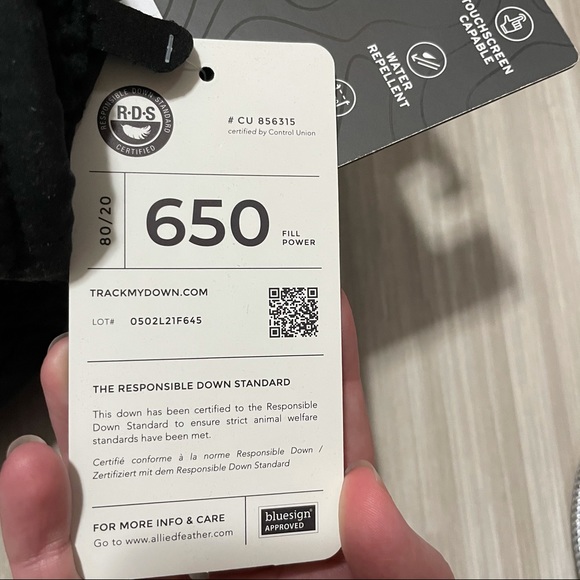 TOUCHSCREEN
CAPABLE
WATER
REPELLENT
RESPONSIBLE DOWN STANDARD
R·D·S
CERTIFIED
# CU 856315
certified by Control Union
80/20
650
FILL
POWER
TRACKMYDOWN.COM
LOT# 0502L21F645
THE RESPONSIBLE DOWN STANDARD
This down has been certified to the Responsible
Down Standard to ensure strict animal welfare
standards have been met.
Certifié conforme à la norme Responsible Down /
Zertifiziert mit dem Responsible Down Standard
FOR MORE INFO & CARE
Go to www.alliedfeather.com
bluesign®
APPROVED